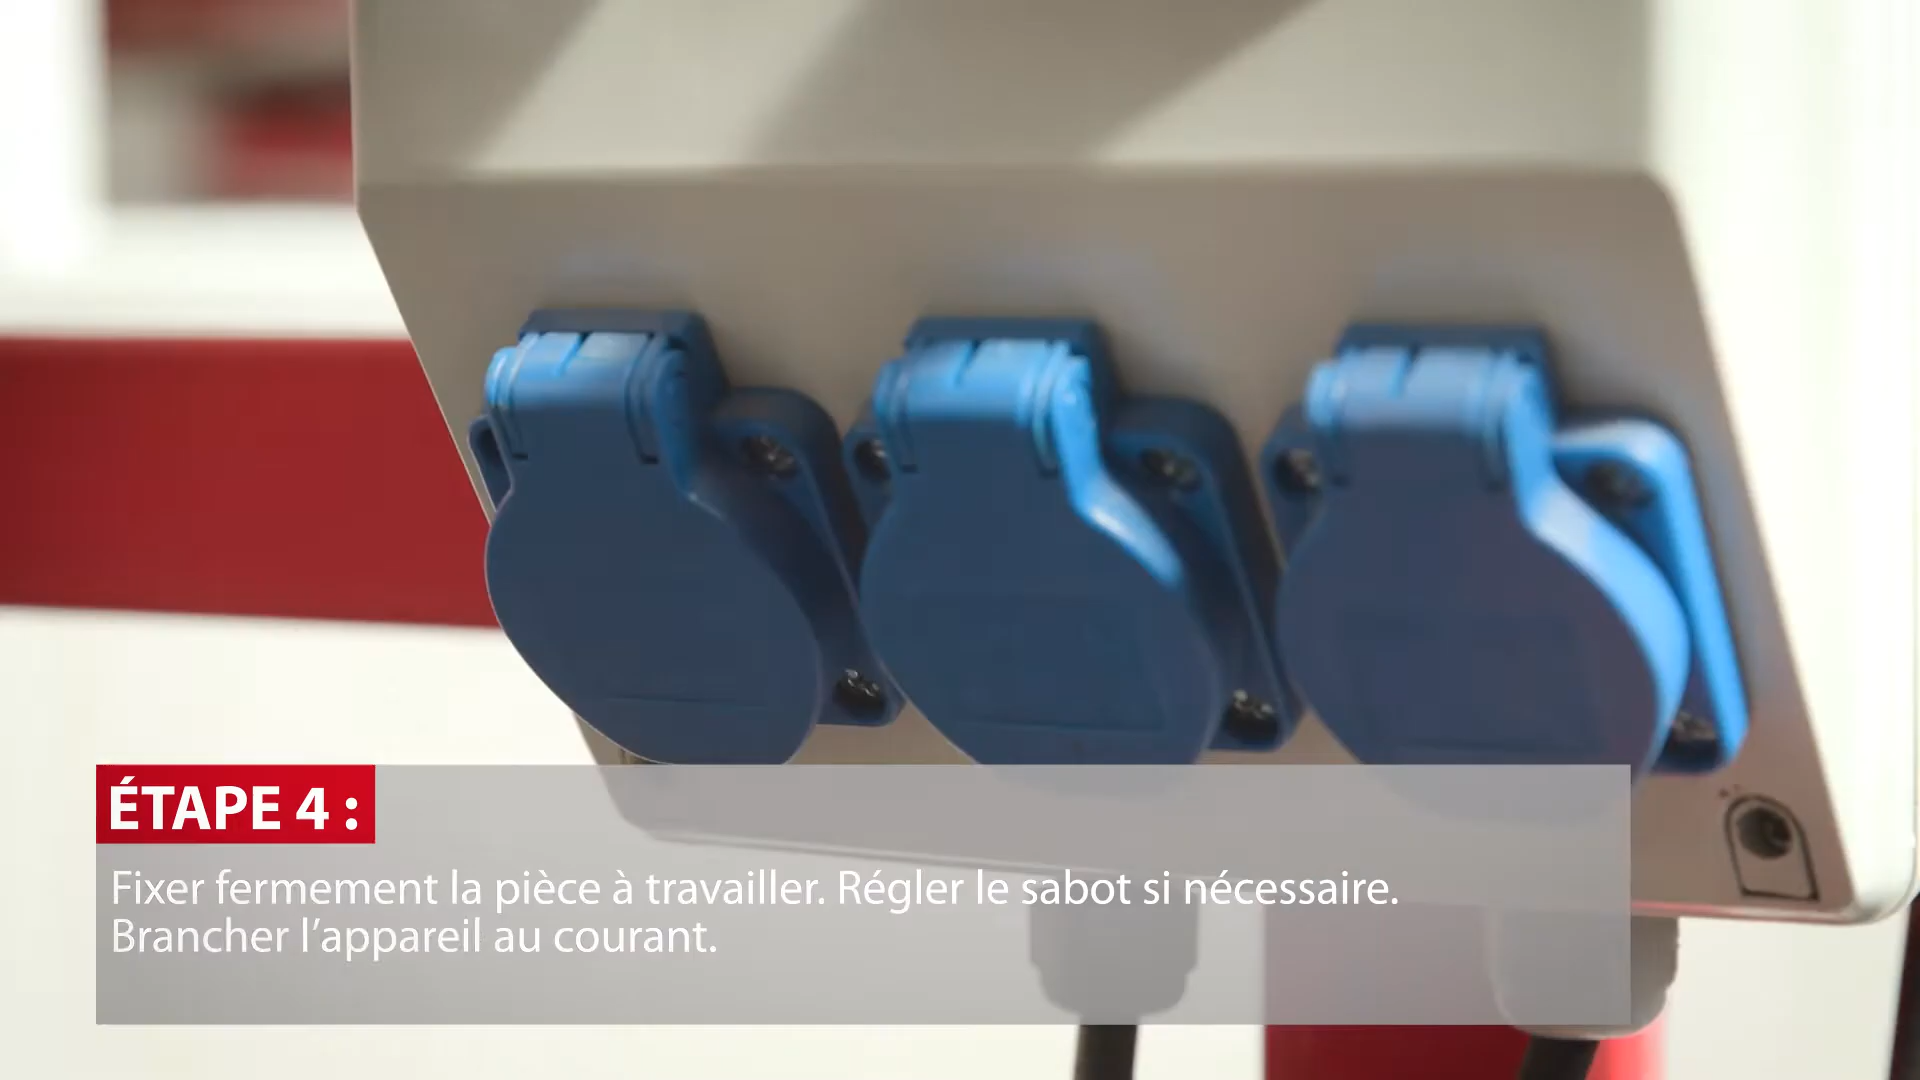 ÉTAPE 4 :
Fixer fermement la pièce à travailler. Régler le sabot si nécessaire.
Brancher l’appareil au courant.